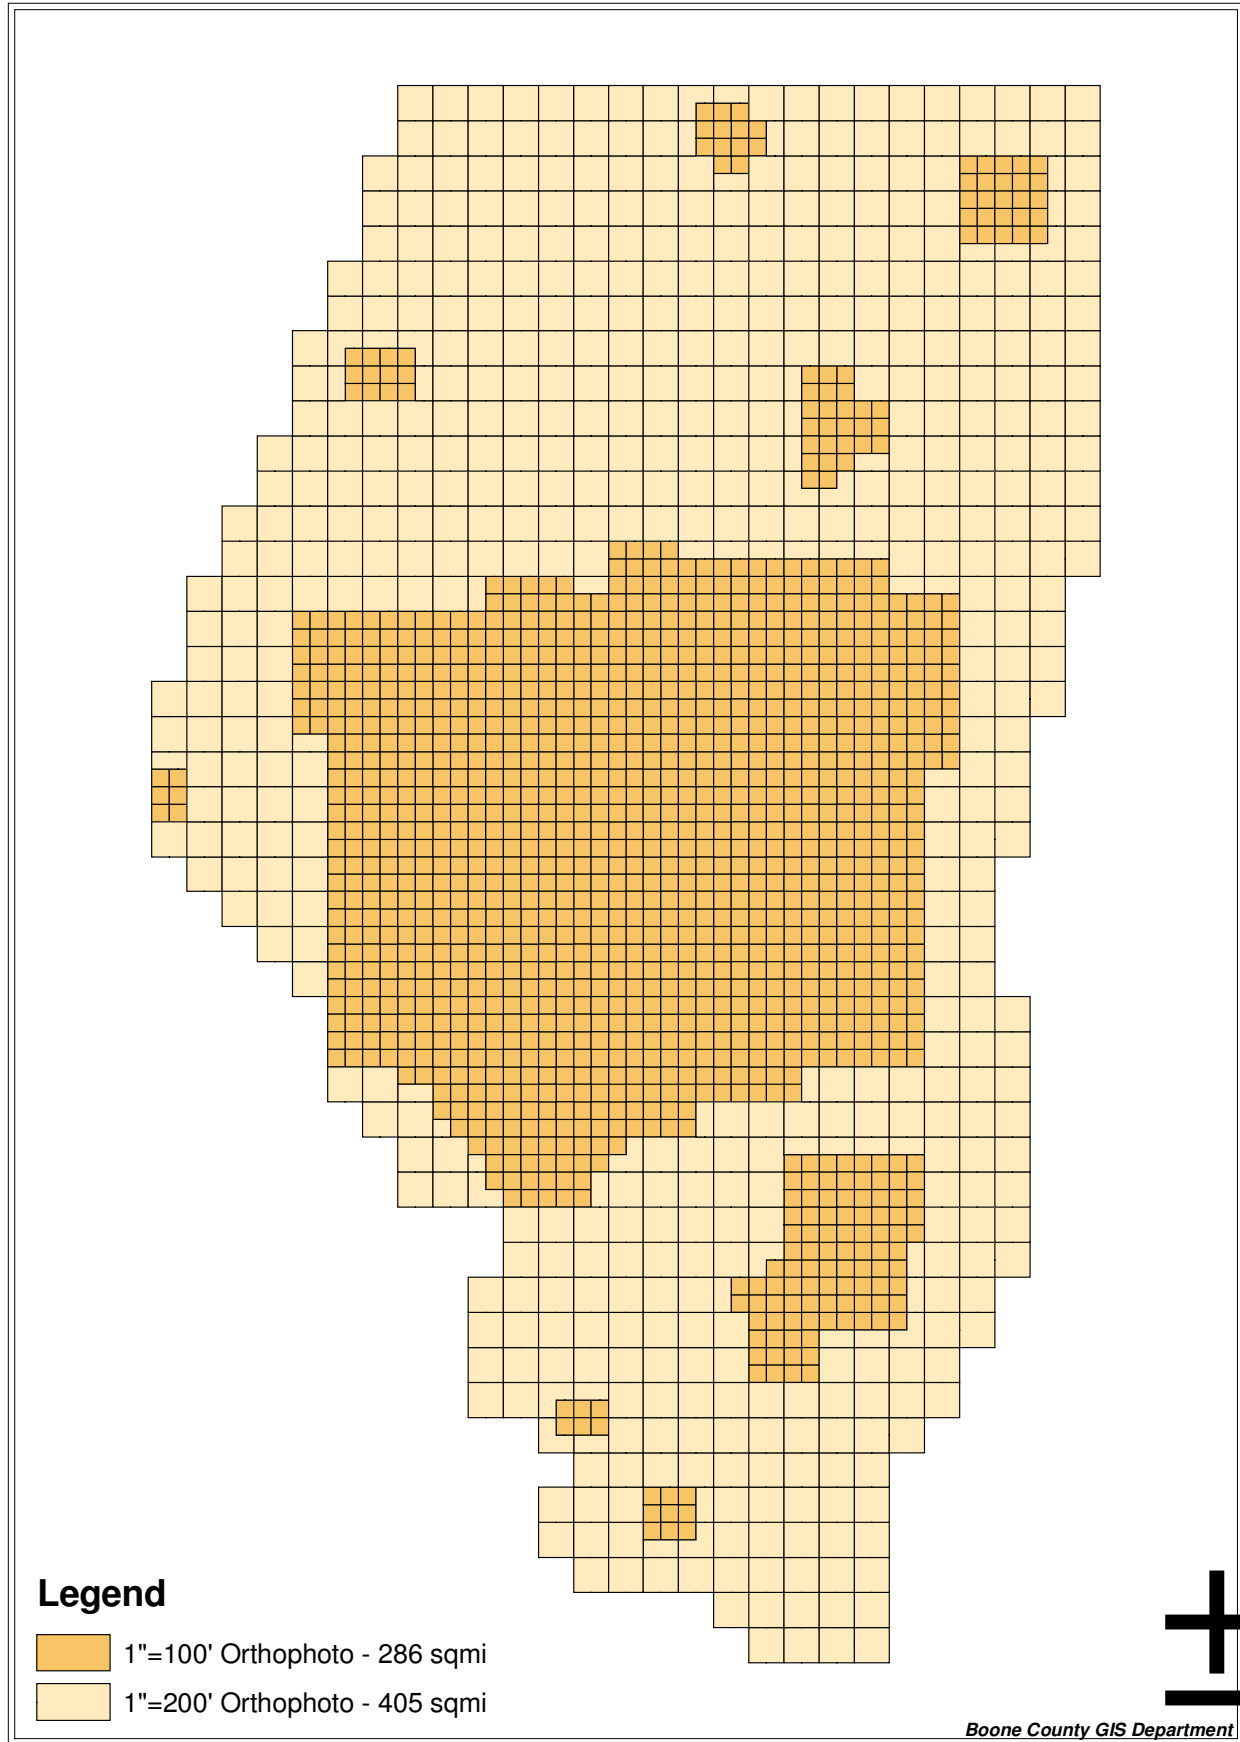 Legend
1"=100' Orthophoto - 286 sqmi
1"=200' Orthophoto - 405 sqmi
Boone County GIS Department